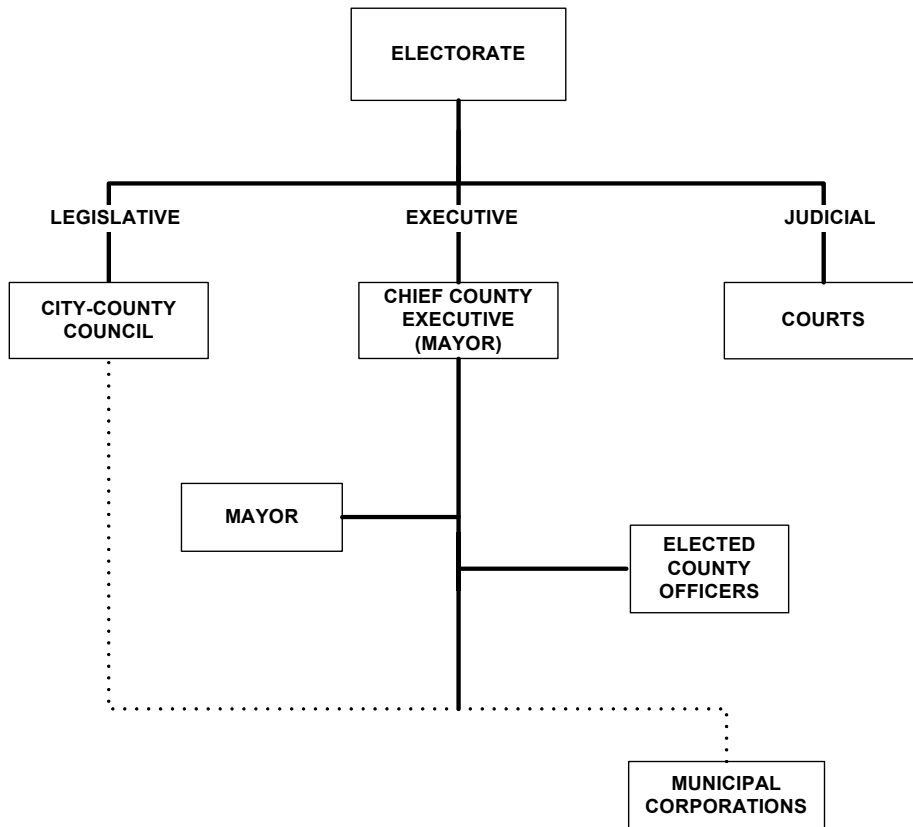 ELECTORATE
LEGISLATIVE
EXECUTIVE
JUDICIAL
CITY-COUNTY
COUNCIL
CHIEF COUNTY
EXECUTIVE
(MAYOR)
COURTS
MAYOR
ELECTED
COUNTY
OFFICERS
MUNICIPAL
CORPORATIONS